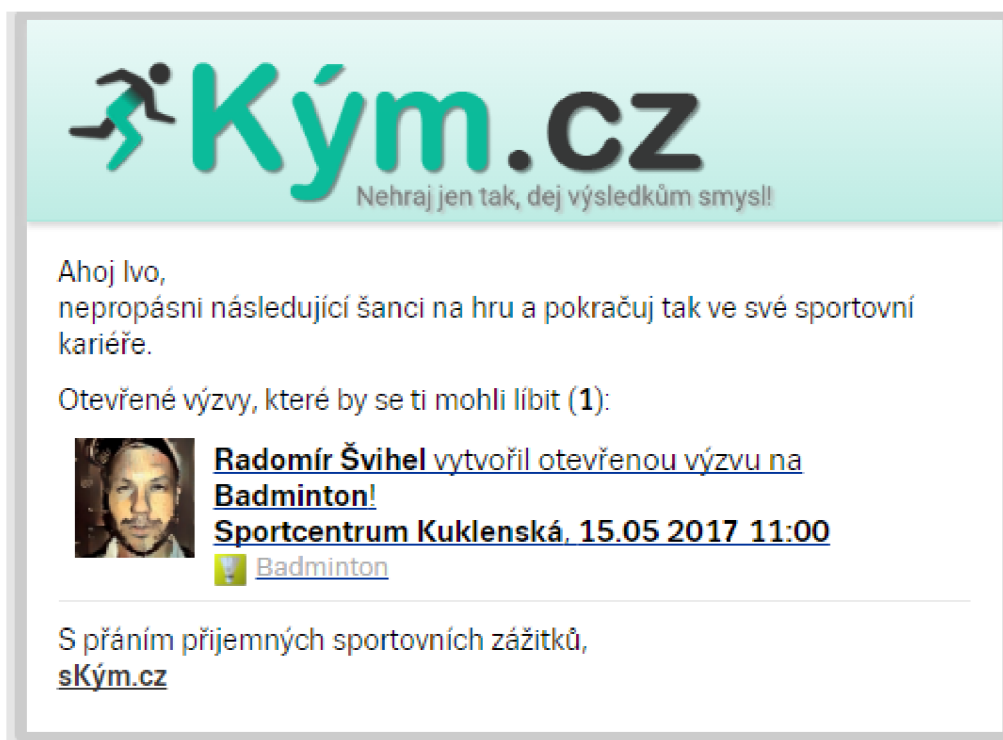 sKým.cz
Nehraj jen tak, dej výsledkům smysl!
Ahoj Ivo,
nepropásni následující šanci na hru a pokračuj tak ve své sportovní
kariéře.
Otevřené výzvy, které by se ti mohli líbit (1):
Radomír Švihel vytvořil otevřenou výzvu na
Badminton!
Sportcentrum Kuklenská, 15.05 2017 11:00
Badminton
S přáním přijemných sportovních zážitků,
sKým.cz